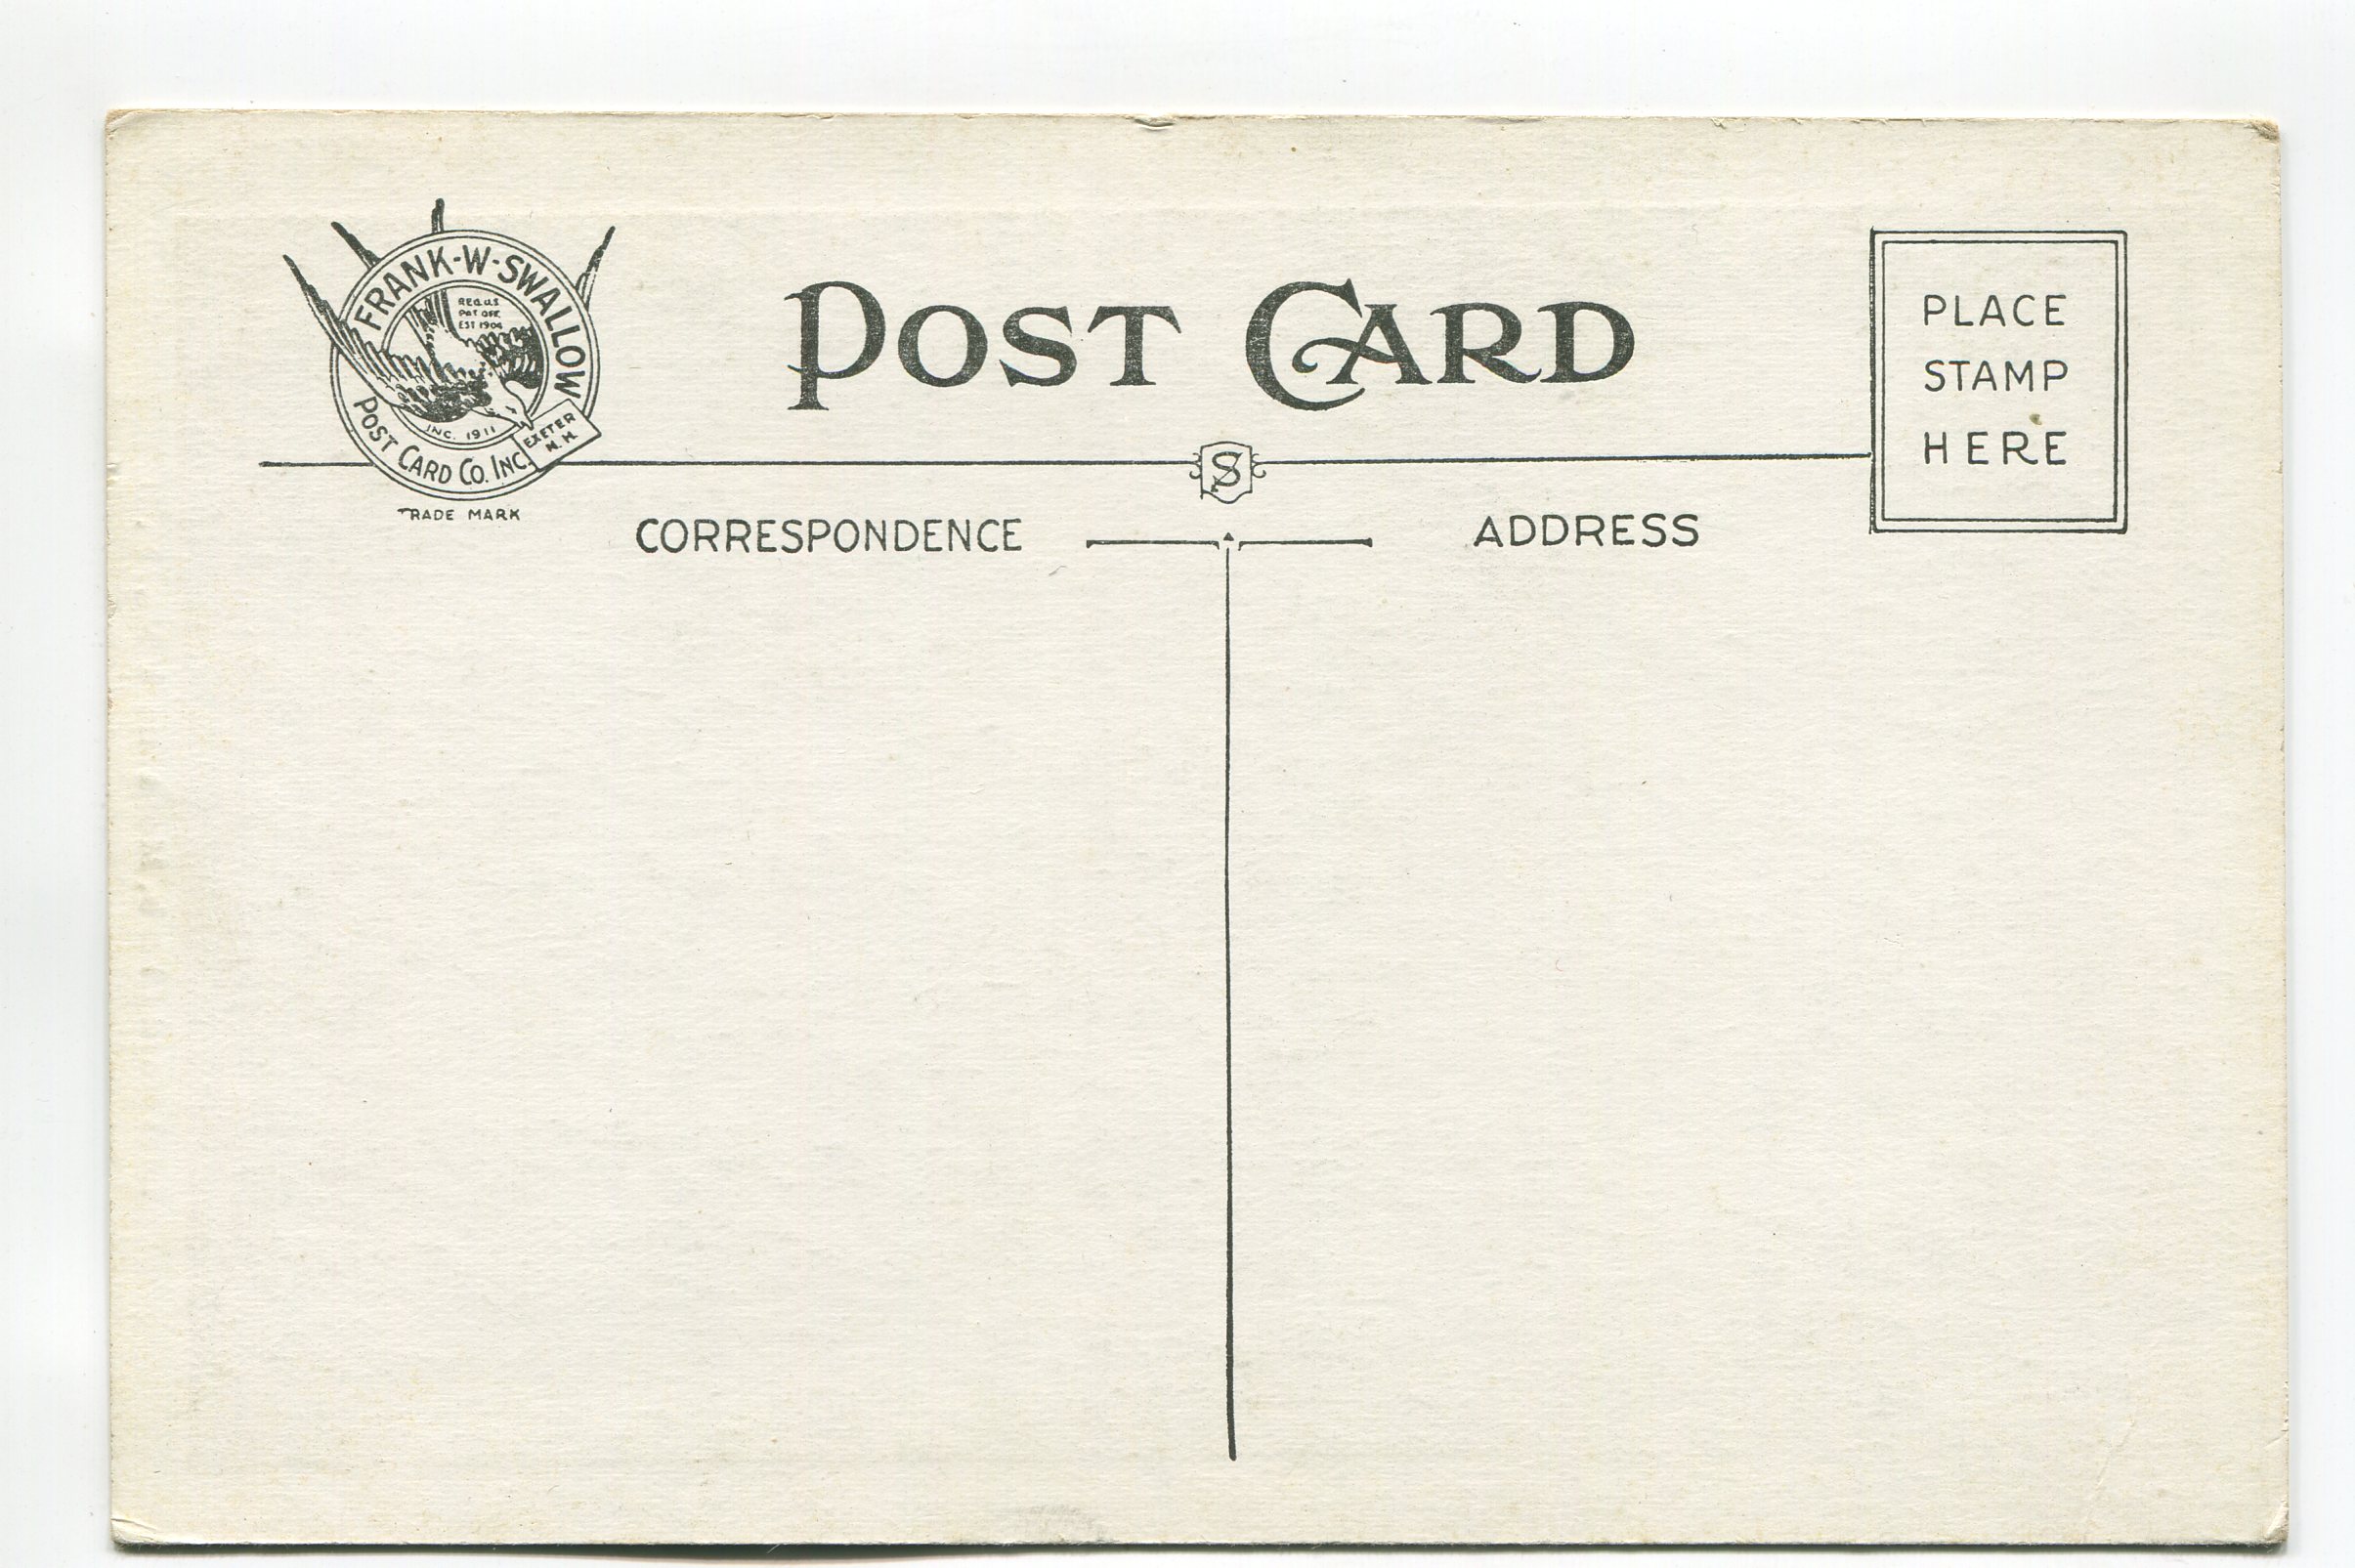 FRANK-W-SWALLOW
REG. U.S.
PAT. OFF.
EST 1904
INC. 1911
EXETER
N. H.
POST CARD CO. INC.
TRADE MARK
POST CARD
PLACE
STAMP
HERE
S
CORRESPONDENCE
ADDRESS